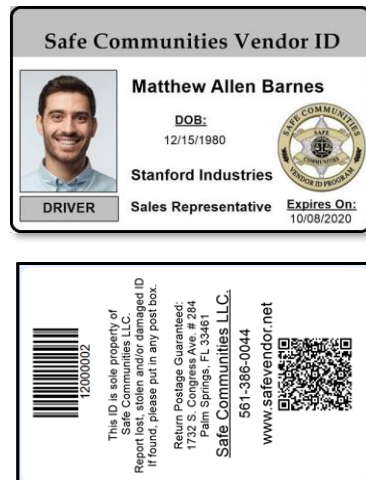 Safe Communities Vendor ID
Matthew Allen Barnes
DOB:
12/15/1980
Stanford Industries
DRIVER
Sales Representative
Expires On:
10/08/2020
SAFE COMMUNITIES
SAFE
COMMUNITIES
VENDOR ID PROGRAM
12000002
This ID is sole property of
Safe Communities LLC.
Report lost, stolen and/or damaged ID
If found, please put in any post box.
Return Postage Guaranteed:
1732 S. Congress Ave. # 284
Palm Springs, FL 33461
Safe Communities LLC.
561-386-0044
www.safevendor.net